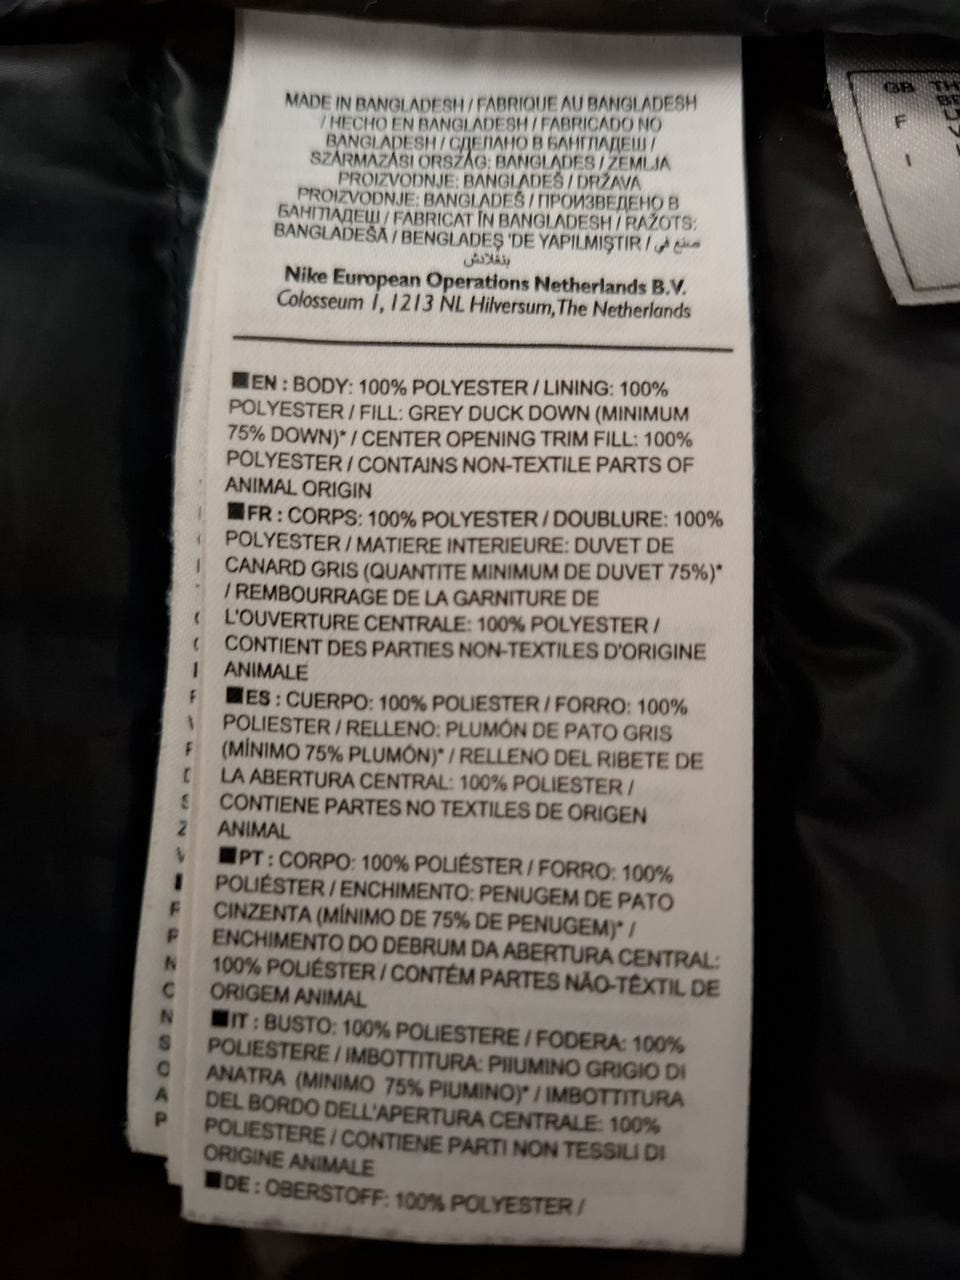 MADE IN BANGLADESH / FABRIQUE AU BANGLADESH
/ HECHO EN BANGLADESH / FABRICADO NO
BANGLADESH / СДЕЛАНО В БАНГЛАДЕШ /
SZÁRMAZÁSI ORSZÁG: BANGLADES / ZEMLJA
PROIZVODNJE: BANGLADEŠ / DRŽAVA
PROIZVODNJE: BANGLADEŠ / ПРОИЗВЕДЕНО В
БАНГЛАДЕШ / FABRICAT ÎN BANGLADESH / RAŽOTS:
BANGLADEŠĀ / BENGLADEŞ 'DE YAPILMIŞTIR / صنع في
بنغلادش
Nike European Operations Netherlands B.V.
Colosseum 1, 1213 NL Hilversum, The Netherlands
EN : BODY: 100% POLYESTER / LINING: 100%
POLYESTER / FILL: GREY DUCK DOWN (MINIMUM
75% DOWN)* / CENTER OPENING TRIM FILL: 100%
POLYESTER / CONTAINS NON-TEXTILE PARTS OF
ANIMAL ORIGIN
FR : CORPS: 100% POLYESTER / DOUBLURE: 100%
POLYESTER / MATIERE INTERIEURE: DUVET DE
CANARD GRIS (QUANTITE MINIMUM DE DUVET 75%)*
/ REMBOURRAGE DE LA GARNITURE DE
L'OUVERTURE CENTRALE: 100% POLYESTER /
CONTIENT DES PARTIES NON-TEXTILES D'ORIGINE
ANIMALE
ES : CUERPO: 100% POLIESTER / FORRO: 100%
POLIESTER / RELLENO: PLUMÓN DE PATO GRIS
(MÍNIMO 75% PLUMÓN)* / RELLENO DEL RIBETE DE
LA ABERTURA CENTRAL: 100% POLIESTER /
CONTIENE PARTES NO TEXTILES DE ORIGEN
ANIMAL
PT : CORPO: 100% POLIÉSTER / FORRO: 100%
POLIÉSTER / ENCHIMENTO: PENUGEM DE PATO
CINZENTA (MÍNIMO DE 75% DE PENUGEM)* /
ENCHIMENTO DO DEBRUM DA ABERTURA CENTRAL:
100% POLIÉSTER / CONTÉM PARTES NÃO-TÊXTIL DE
ORIGEM ANIMAL
IT : BUSTO: 100% POLIESTERE / FODERA: 100%
POLIESTERE / IMBOTTITURA: PIIUMINO GRIGIO DI
ANATRA (MINIMO 75% PIUMINO)* / IMBOTTITURA
DEL BORDO DELL'APERTURA CENTRALE: 100%
POLIESTERE / CONTIENE PARTI NON TESSILI DI
ORIGINE ANIMALE
DE : OBERSTOFF: 100% POLYESTER /
GB TH
BE
F
I